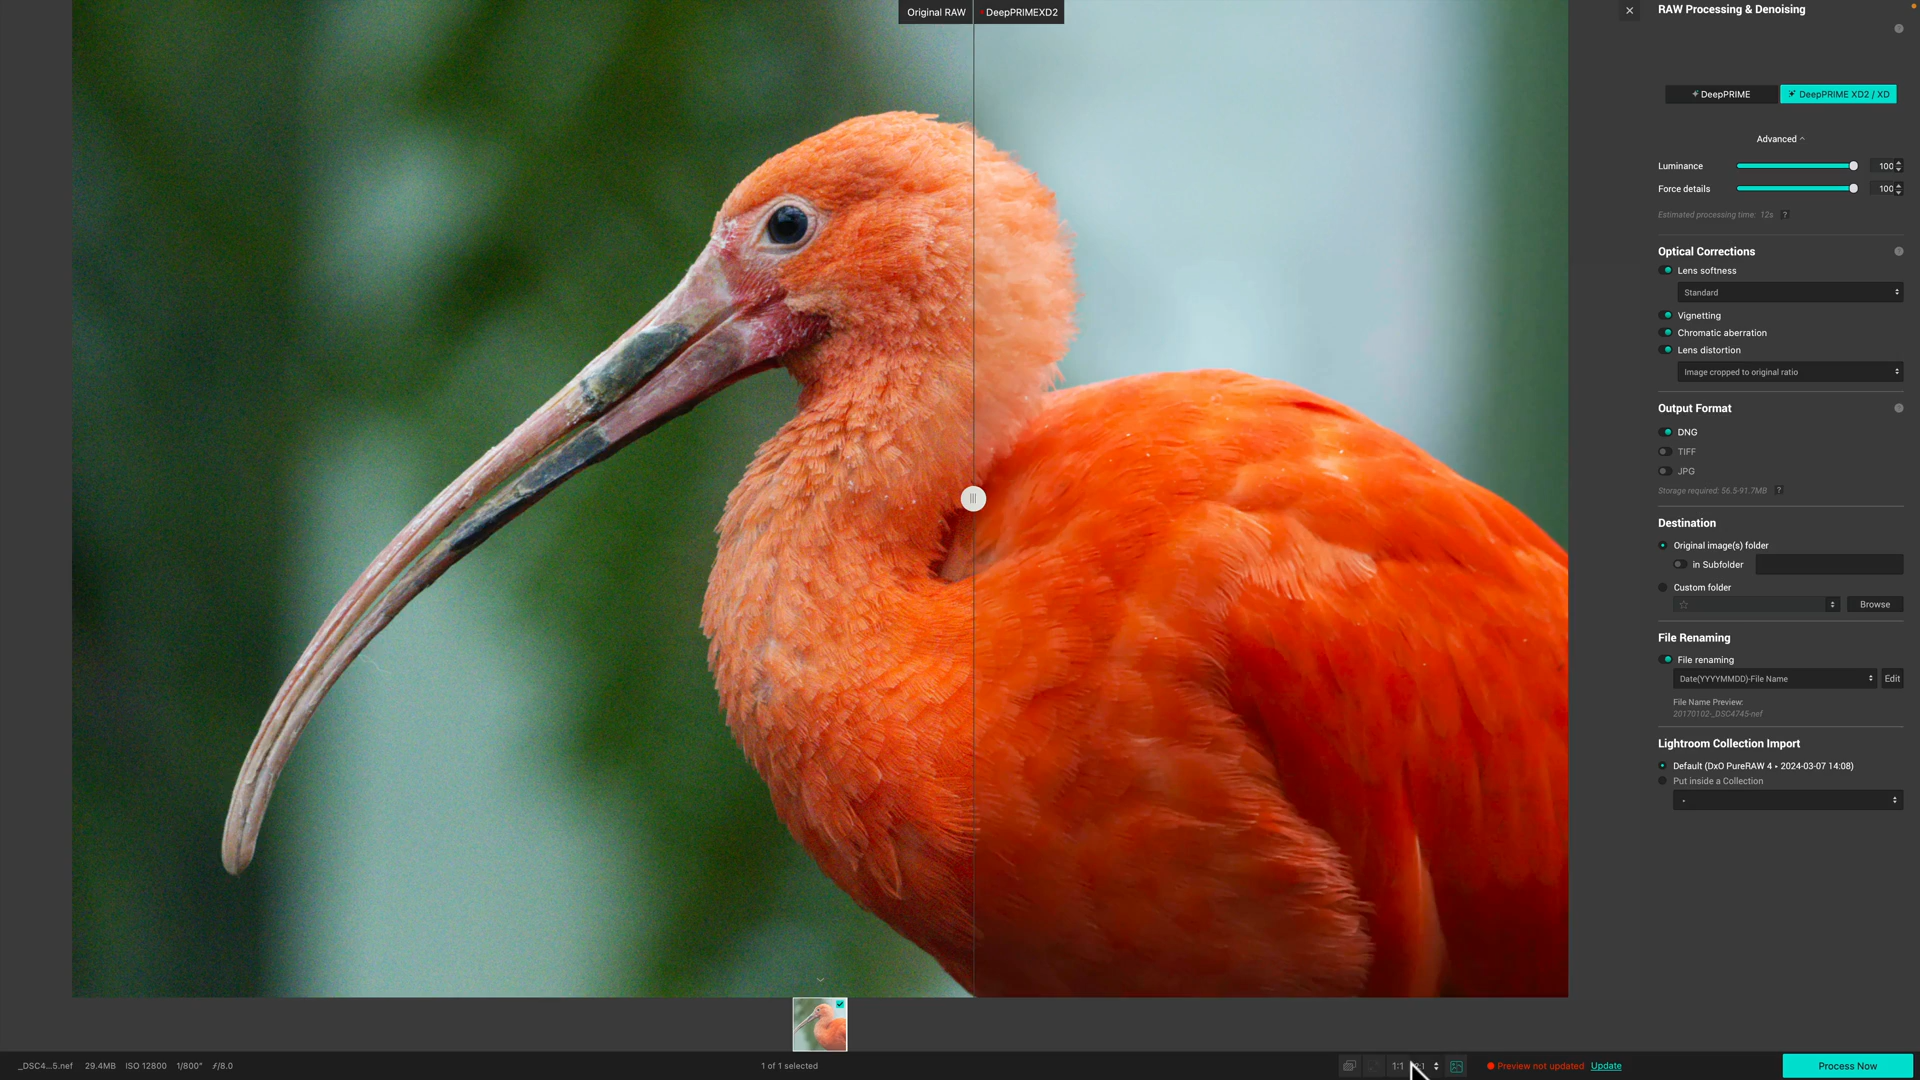 Original RAW
DeepPRIMEXD2
RAW Processing & Denoising
DeepPRIME
DeepPRIME XD2 / XD
Advanced
Luminance
100
Force details
100
Estimated processing time: 12s ?
Optical Corrections
Lens softness
Standard
Vignetting
Chromatic aberration
Lens distortion
Image cropped to original ratio
Output Format
DNG
TIFF
JPG
Storage required: 56.5-91.7MB ?
Destination
Original image(s) folder
in Subfolder
Custom folder
Browse
File Renaming
File renaming
Date(YYYYMMDD)-File Name
Edit
File Name Preview:
20170102-_DSC4745-nef
Lightroom Collection Import
Default (DxO PureRAW 4 • 2024-03-07 14:08)
Put inside a Collection
_DSC4...5.nef 29.4MB ISO 12800 1/800" ƒ/8.0
1 of 1 selected
1:1
Preview not updated Update
Process Now